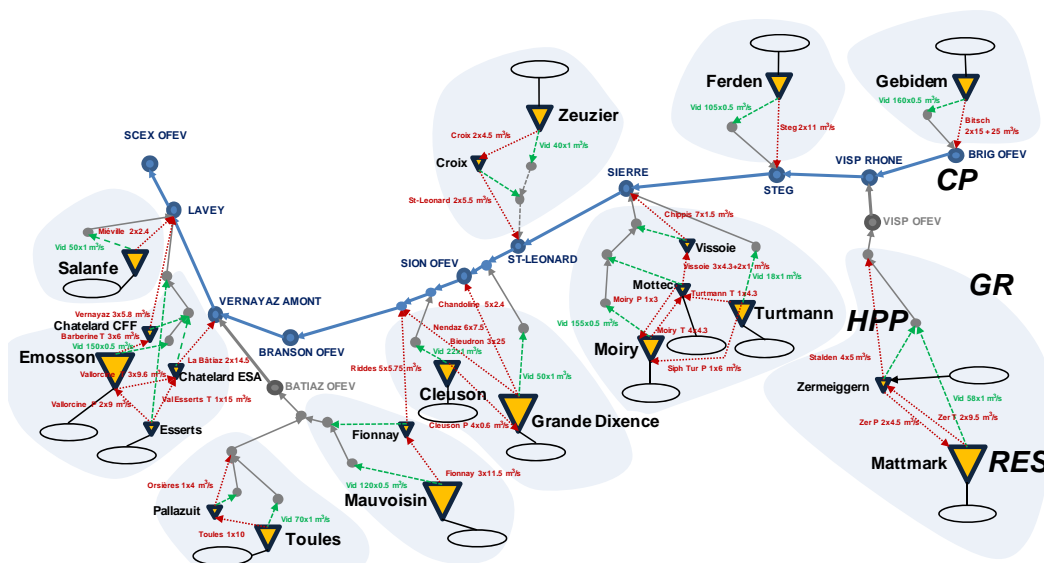 Ferden
Gebidem
Vid 105x0.5 m³/s
Vid 160x0.5 m³/s
Zeuzier
Steg 2x11 m³/s
Bitsch
2x15 + 25 m³/s
SCEX OFEV
Croix 2x4.5 m³/s
Vid 40x1 m³/s
Croix
SIERRE
VISP RHONE
BRIG OFEV
STEG
CP
LAVEY
St-Leonard 2x5.5 m³/s
Chippis 7x1.5 m³/s
VISP OFEV
Miéville 2x2.4
Vid 50x1 m³/s
Salanfe
SION OFEV
ST-LEONARD
Vissoie
Vissoie 3x4.3+2x1 m³/s
Mottec
Vid 18x1 m³/s
GR
Moiry P 1x3
Turtmann T 1x4.3
VERNAYAZ AMONT
Chandoline 5x2.4
Turtmann
HPP
Vernayaz 3x5.8 m³/s
Chatelard CFF
Barberine T 3x6 m³/s
Vid 150x0.5 m³/s
Nendaz 6x7.5
Vid 155x0.5 m³/s
Moiry T 4x4.3
BRANSON OFEV
Vid 22x1 m³/s
Bieudron 3x25
Moiry
Emosson
La Bâtiaz 2x14.5
Riddes 5x5.75 m³/s
Siph Tur P 1x6 m³/s
Stalden 4x5 m³/s
Vallorcine 3x9.6 m³/s
Chatelard ESA
Vid 50x1 m³/s
Zermeiggern
BATIAZ OFEV
Cleuson
Vid 58x1 m³/s
Vallorcine P 2x9 m³/s
Val Esserts T 1x15 m³/s
Grande Dixence
Zer P 2x4.5 m³/s
Zer T 2x9.5 m³/s
Esserts
Fionnay
Cleuson P 4x0.6 m³/s
Mattmark
RES
Fionnay 3x11.5 m³/s
Orsières 1x4 m³/s
Vid 120x0.5 m³/s
Mauvoisin
Pallazuit
Vid 70x1 m³/s
Toules 1x10
Toules